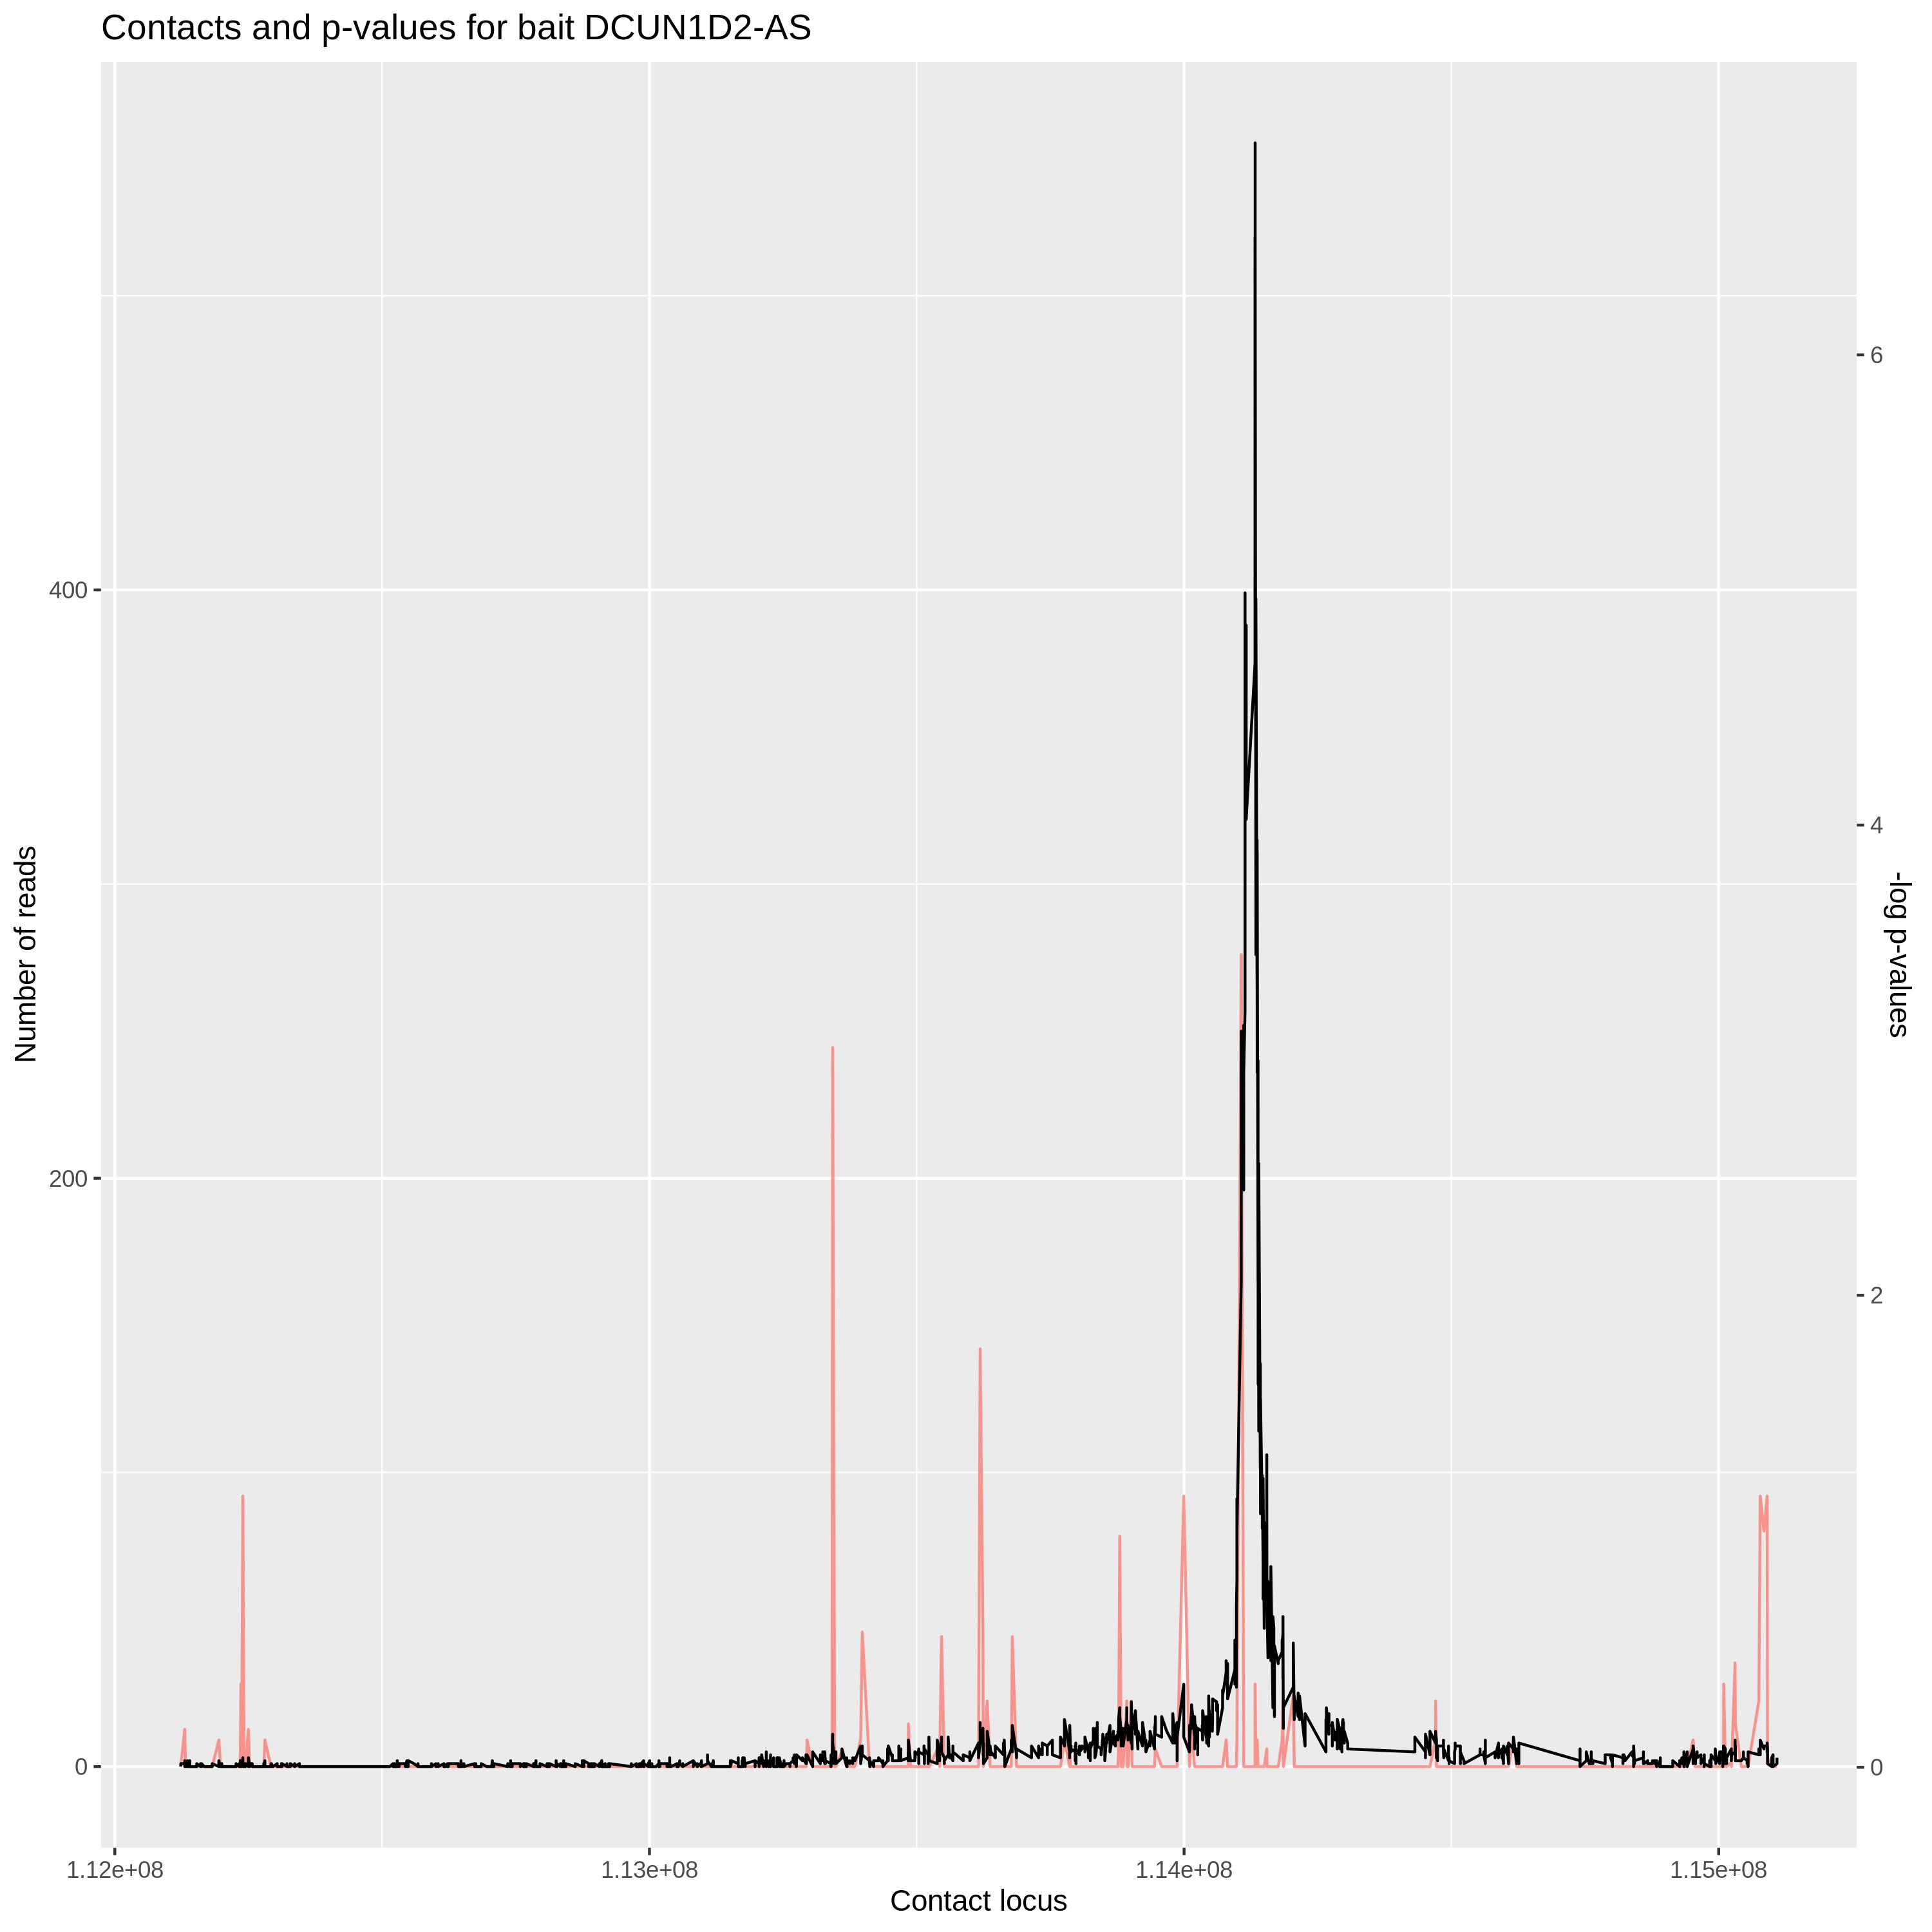 Contacts and p-values for bait DCUN1D2-AS
Number of reads
400
200
0
6
4
2
0
-log p-values
1.12e+08
1.13e+08
1.14e+08
1.15e+08
Contact locus